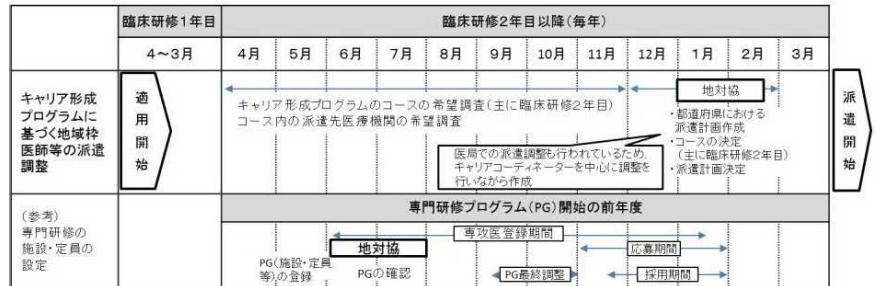 臨床研修1年目
臨床研修2年目以降(毎年)
4~3月
4月
5月
6月
7月
8月
9月
10月
11月
12月
1月
2月
3月
キャリア形成
プログラムに
基づく地域枠
医師等の派遣
調整
適用開始
キャリア形成プログラムのコースの希望調査(主に臨床研修2年目)
コース内の派遣先医療機関の希望調査
地対協
・都道府県における
派遣計画作成
・コースの決定
(主に臨床研修2年目)
・派遣計画決定
医局での派遣調整も行われているため、
キャリアコーディネーターを中心に調整を
行いながら作成
派遣開始
(参考)
専門研修の
施設・定員の
設定
専門研修プログラム(PG)開始の前年度
専攻医登録期間
地対協
応募期間
PG(施設・定員
等)の登録
PGの確認
PG最終調整
採用期間